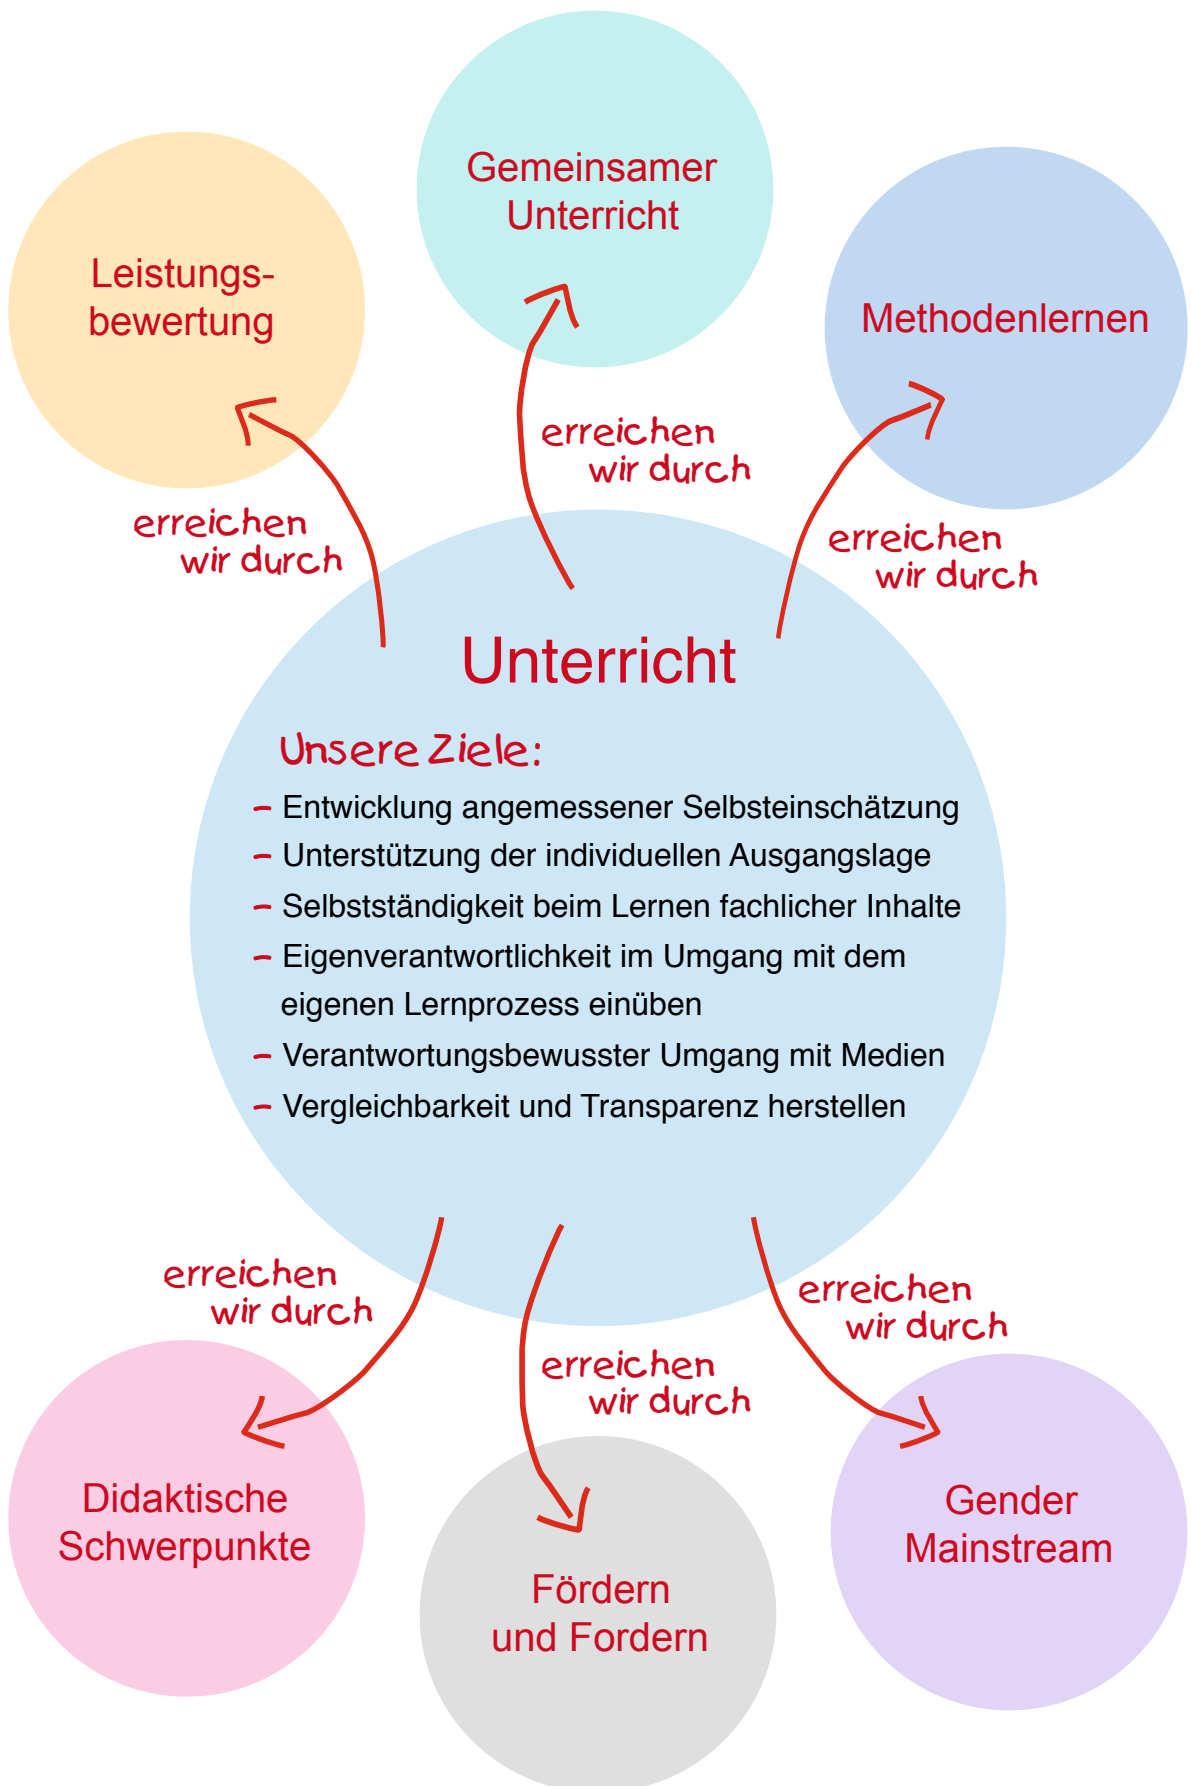 Gemeinsamer
Unterricht
Leistungs-
bewertung
Methodenlernen
erreichen
wir durch
erreichen
wir durch
erreichen
wir durch
Unterricht
Unsere Ziele:
– Entwicklung angemessener Selbsteinschätzung
– Unterstützung der individuellen Ausgangslage
– Selbstständigkeit beim Lernen fachlicher Inhalte
– Eigenverantwortlichkeit im Umgang mit dem
eigenen Lernprozess einüben
– Verantwortungsbewusster Umgang mit Medien
– Vergleichbarkeit und Transparenz herstellen
erreichen
wir durch
erreichen
wir durch
erreichen
wir durch
Didaktische
Schwerpunkte
Fördern
und Fordern
Gender
Mainstream